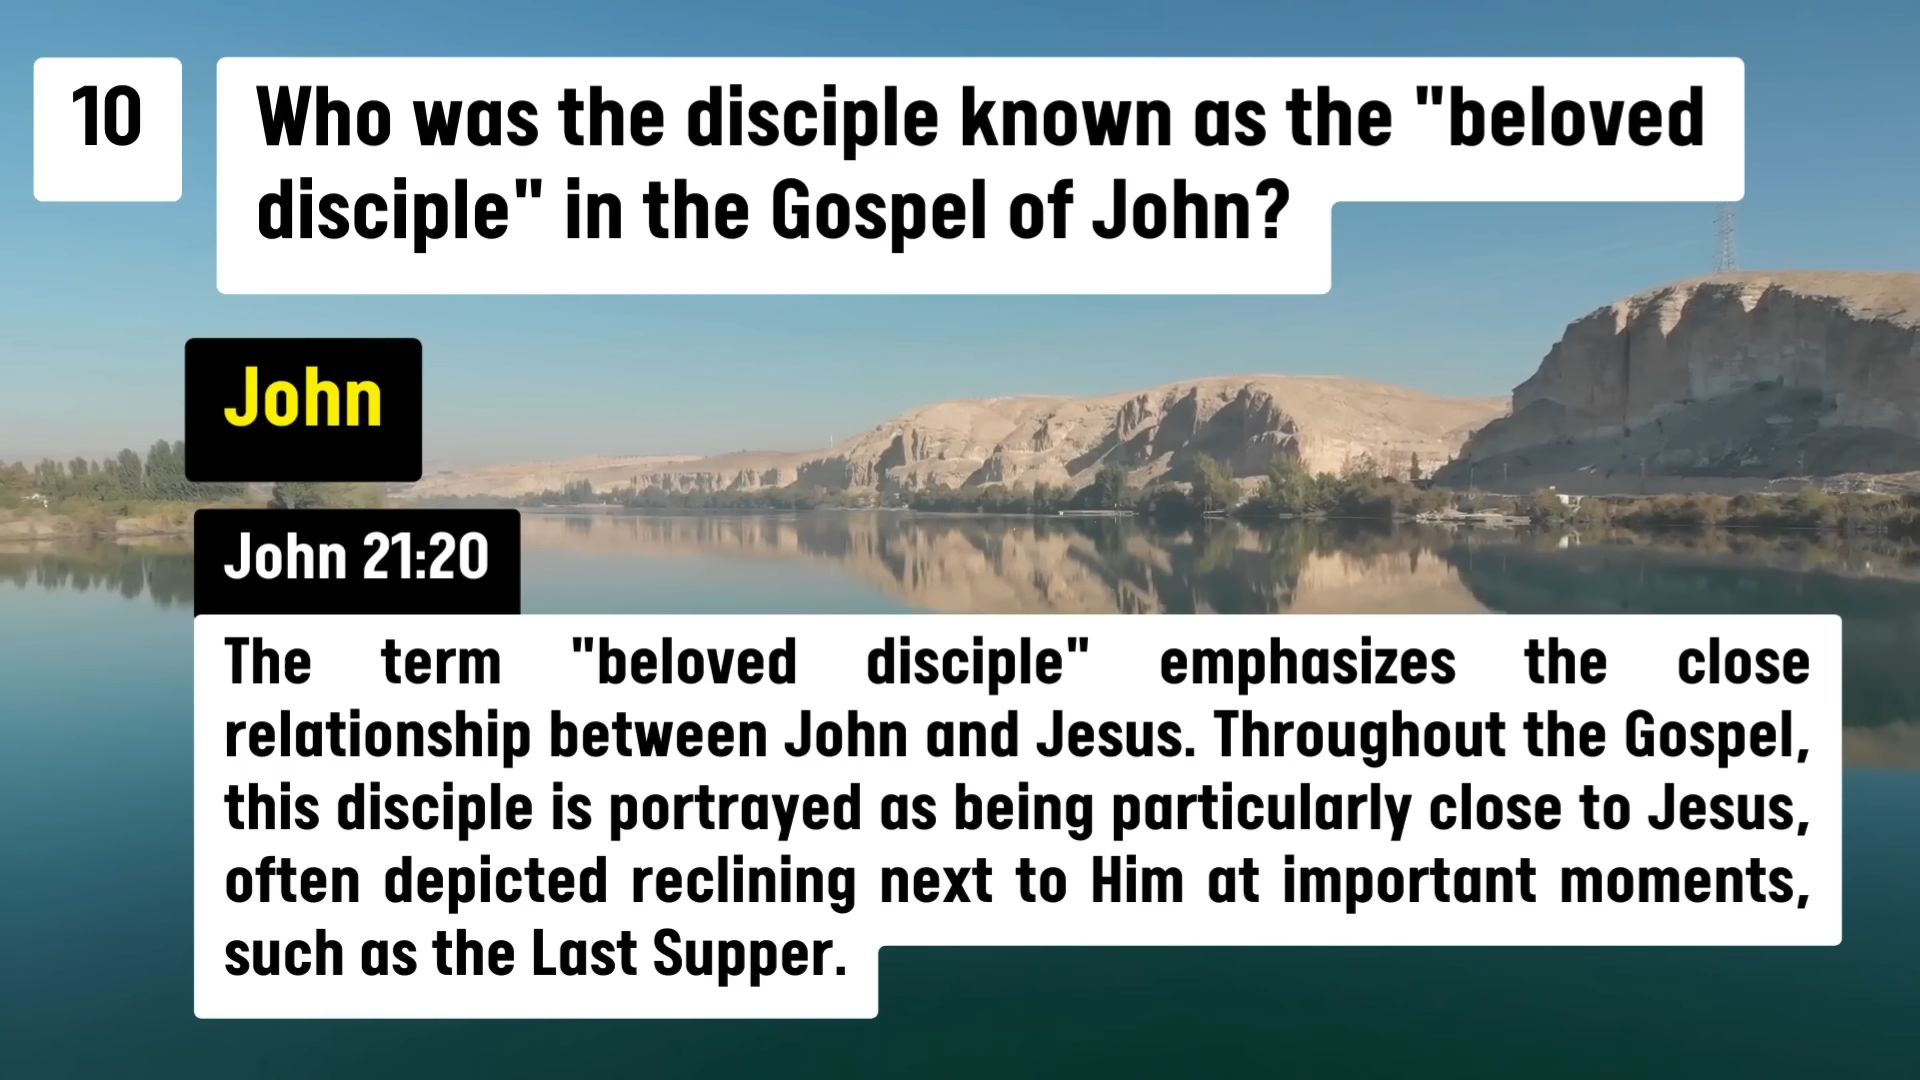 10
Who was the disciple known as the "beloved
disciple" in the Gospel of John?
John
John 21:20
The term "beloved disciple" emphasizes the close
relationship between John and Jesus. Throughout the Gospel,
this disciple is portrayed as being particularly close to Jesus,
often depicted reclining next to Him at important moments,
such as the Last Supper.